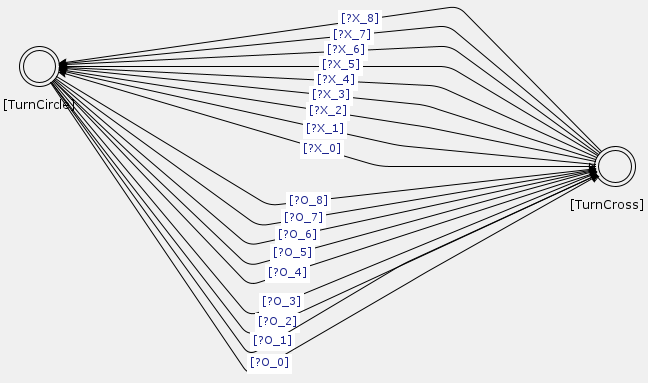 [?X_8]
[?X_7]
[?X_6]
[?X_5]
[?X_4]
[?X_3]
[?X_2]
[?X_1]
[?X_0]
[TurnCircle]
[TurnCross]
[?O_8]
[?O_7]
[?O_6]
[?O_5]
[?O_4]
[?O_3]
[?O_2]
[?O_1]
[?O_0]